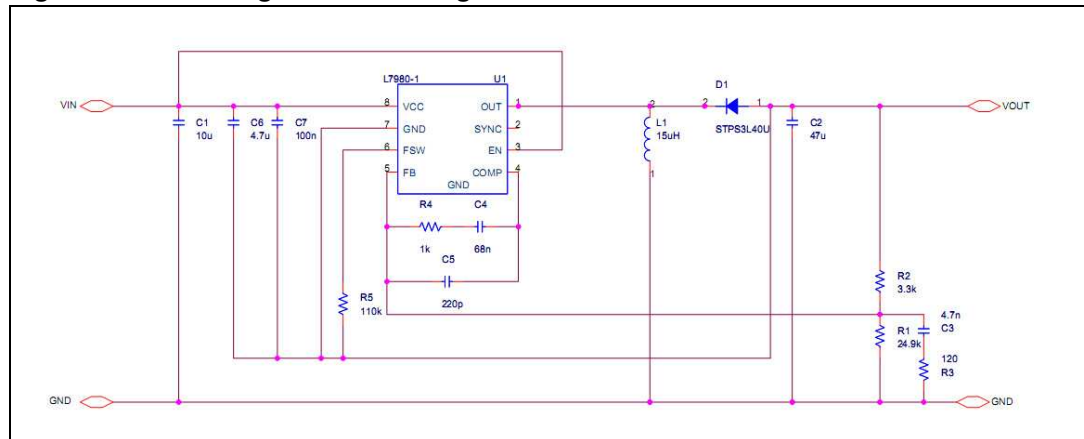 L7980-1 U1
VIN
C1
10u
C6
4.7u
C7
100n
8 VCC
7 GND
6 FSW
5 FB
OUT 1
SYNC 2
EN 3
COMP 4
GND
R4
1k
C4
68n
C5
220p
R5
110k
2
L1
15uH
1
D1
2
1
STPS3L40U
C2
47u
VOUT
R2
3.3k
R1
24.9k
4.7n
C3
120
R3
GND
GND